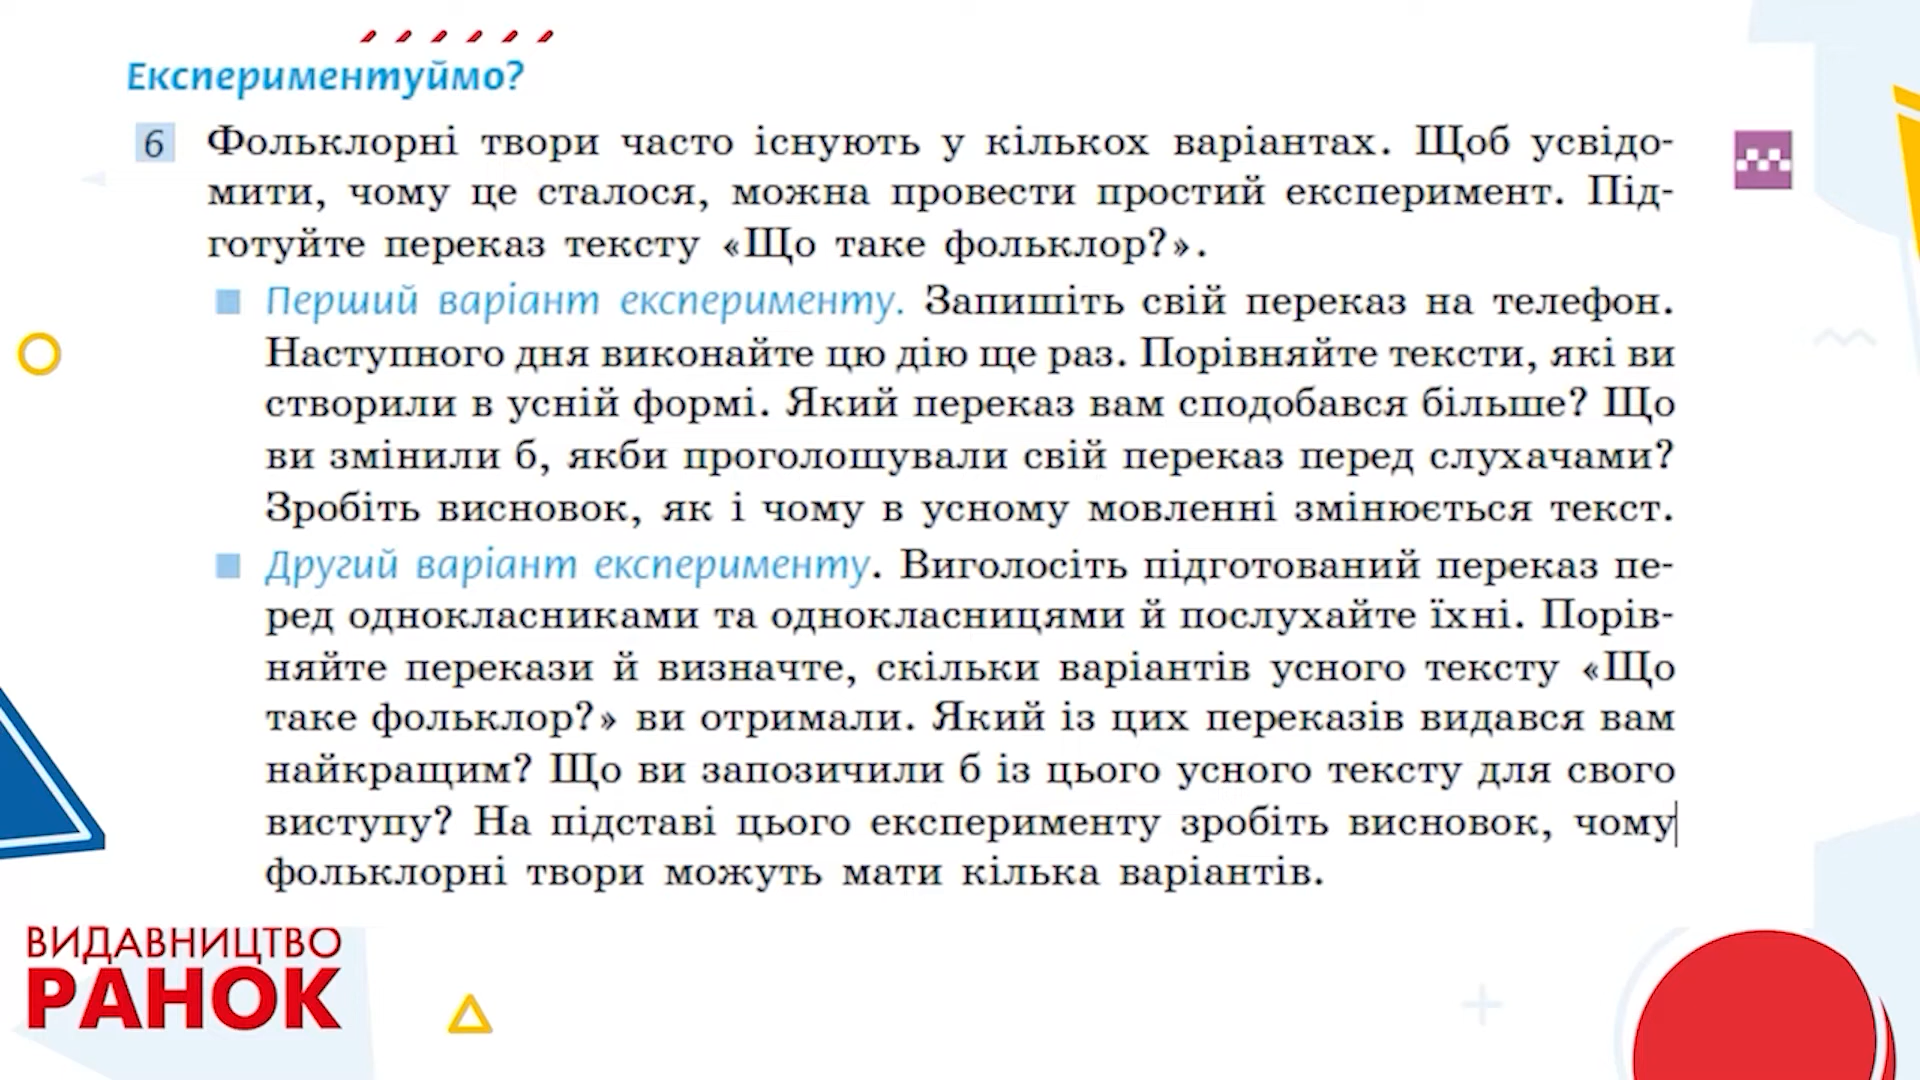 Експериментуймо?
6 Фольклорні твори часто існують у кількох варіантах. Щоб усвідо-
мити, чому це сталося, можна провести простий експеримент. Під-
готуйте переказ тексту «Що таке фольклор?».
Перший варіант експерименту. Запишіть свій переказ на телефон.
Наступного дня виконайте цю дію ще раз. Порівняйте тексти, які ви
створили в усній формі. Який переказ вам сподобався більше? Що
ви змінили б, якби проголошували свій переказ перед слухачами?
Зробіть висновок, як і чому в усному мовленні змінюється текст.
Другий варіант експерименту. Виголосіть підготований переказ пе-
ред однокласниками та однокласницями й послухайте їхні. Порів-
няйте перекази й визначте, скільки варіантів усного тексту «Що
таке фольклор?» ви отримали. Який із цих переказів видався вам
найкращим? Що ви запозичили б із цього усного тексту для свого
виступу? На підставі цього експерименту зробіть висновок, чому
фольклорні твори можуть мати кілька варіантів.
ВИДАВНИЦТВО
РАНОК